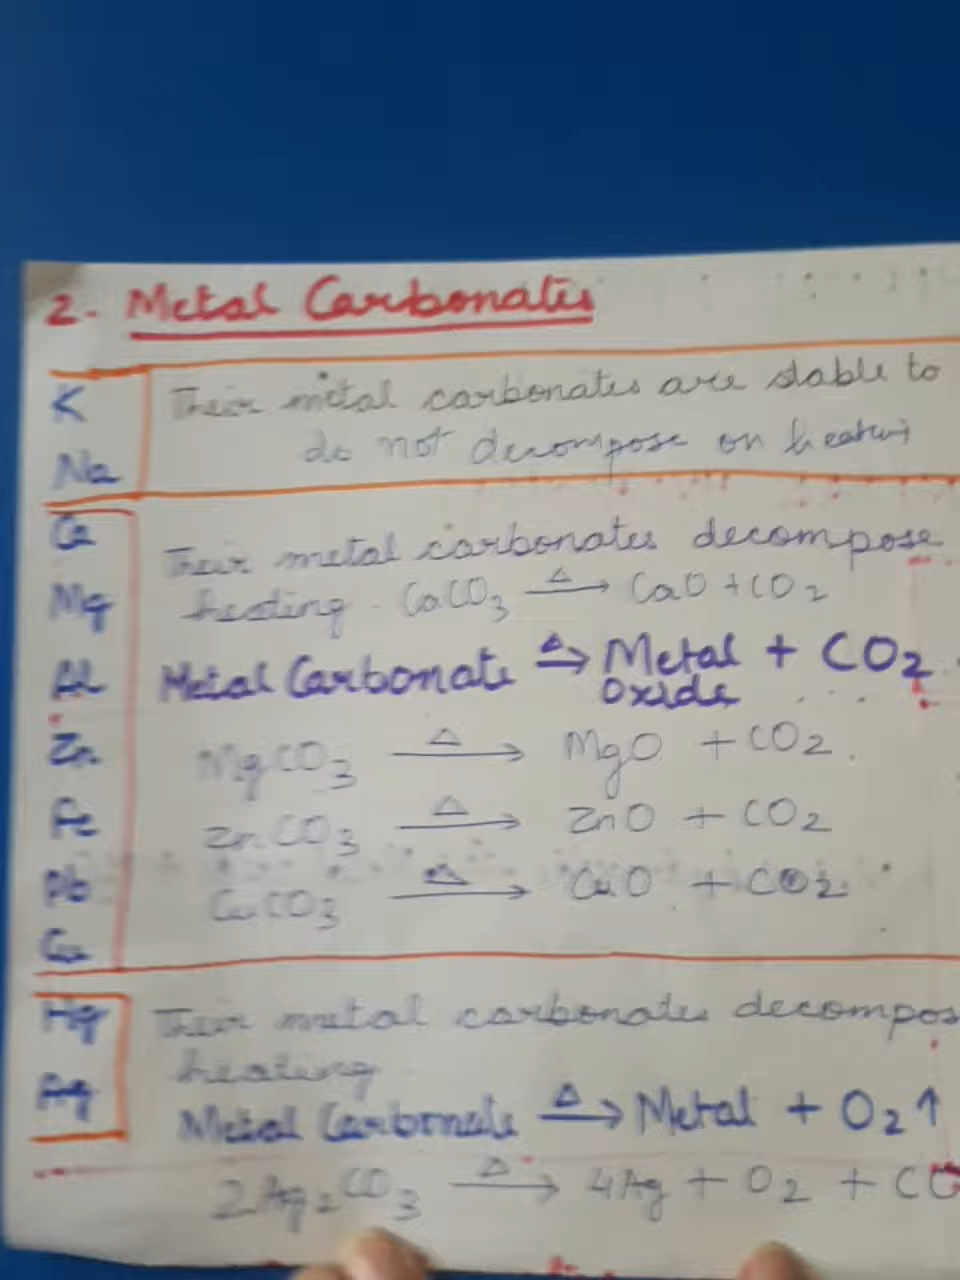 2. Metal Carbonates
K
Their metal carbonates are stable to
Na
do not decompose on heating
Ca
Their metal carbonates decompose
Mg
heating. CaCO3 △→ CaO + CO2
Al
Metal Carbonate △→ Metal Oxide + CO2
Zn
MgCO3 △→ MgO + CO2.
Fe
ZnCO3 △→ ZnO + CO2
Pb
CuCO3 △→ CuO + CO2
Cu
Hg
Their metal carbonates decompos
heating
Ag
Metal Carbonate △→ Metal + O2↑
2Ag2CO3 △→ 4Ag + O2 + CO